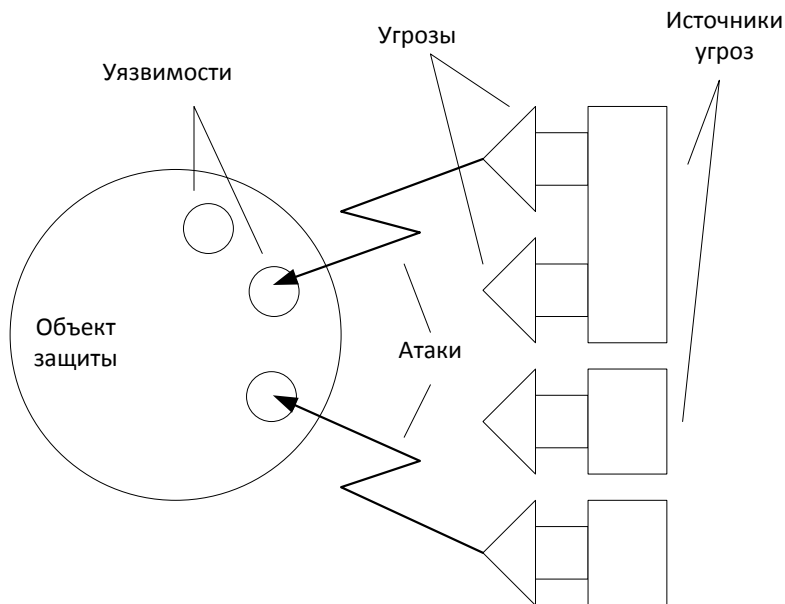 Источники
угроз
Угрозы
Уязвимости
Объект
защиты
Атаки